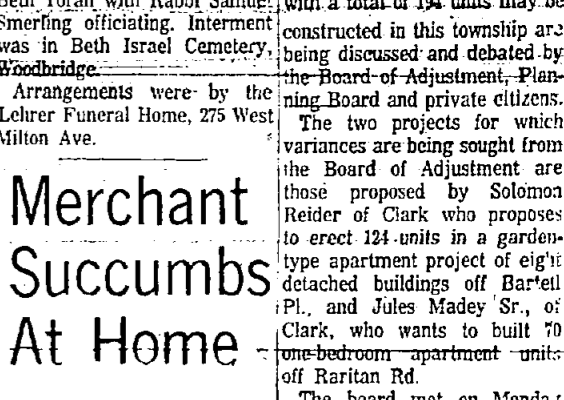 Beth Torah with Rabbi Samuel
Smerling officiating. Interment
was in Beth Israel Cemetery,
Woodbridge.
Arrangements were by the
Lehrer Funeral Home, 275 West
Milton Ave.
Merchant
Succumbs
At Home
with a total of 194 units may be
constructed in this township are
being discussed and debated by
the Board of Adjustment, Plan-
ning Board and private citizens.
The two projects for which
variances are being sought from
the Board of Adjustment are
those proposed by Solomon
Reider of Clark who proposes
to erect 124 units in a garden-
type apartment project of eight
detached buildings off Bartell
Pl., and Jules Madey Sr., of
Clark, who wants to built 70
one-bedroom apartment units
off Raritan Rd.
The board met on Monday